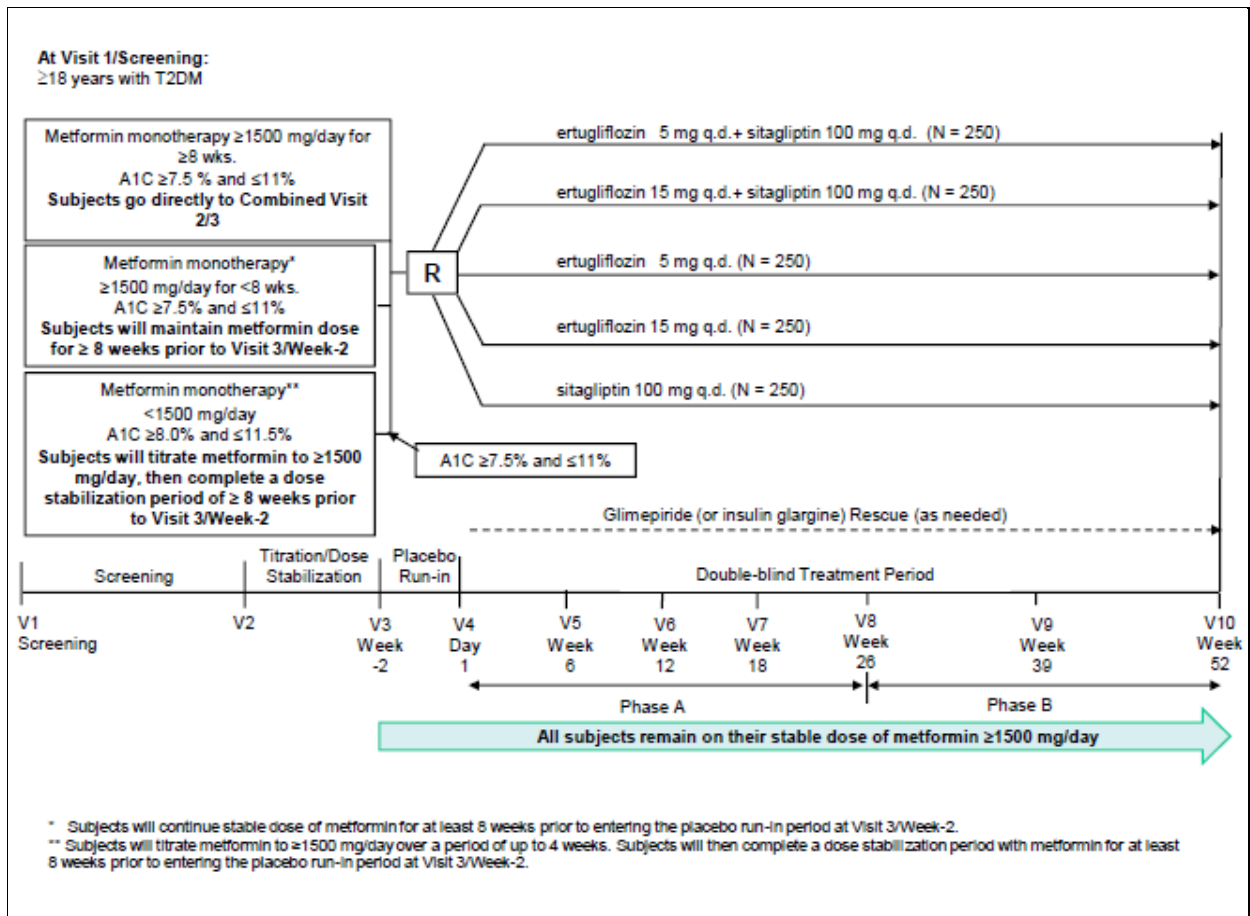 At Visit 1/Screening:
≥18 years with T2DM
Metformin monotherapy ≥1500 mg/day for
≥8 wks.
A1C ≥7.5 % and ≤11%
Subjects go directly to Combined Visit
2/3
Metformin monotherapy*
≥1500 mg/day for <8 wks.
A1C ≥7.5% and ≤11%
Subjects will maintain metformin dose
for ≥ 8 weeks prior to Visit 3/Week-2
Metformin monotherapy**
<1500 mg/day
A1C ≥8.0% and ≤11.5%
Subjects will titrate metformin to ≥1500
mg/day, then complete a dose
stabilization period of ≥ 8 weeks prior
to Visit 3/Week-2
R
ertugliflozin 5 mg q.d.+ sitagliptin 100 mg q.d. (N = 250)
ertugliflozin 15 mg q.d.+ sitagliptin 100 mg q.d. (N = 250)
ertugliflozin 5 mg q.d. (N = 250)
ertugliflozin 15 mg q.d. (N = 250)
sitagliptin 100 mg q.d. (N = 250)
A1C ≥7.5% and ≤11%
Glimepiride (or insulin glargine) Rescue (as needed)
Screening
Titration/Dose
Stabilization
Placebo
Run-in
Double-blind Treatment Period
V1
Screening
V2
V3
Week
-2
V4
Day
1
V5
Week
6
V6
Week
12
V7
Week
18
V8
Week
26
V9
Week
39
V10
Week
52
Phase A
Phase B
All subjects remain on their stable dose of metformin ≥1500 mg/day
* Subjects will continue stable dose of metformin for at least 8 weeks prior to entering the placebo run-in period at Visit 3/Week-2.
** Subjects will titrate metformin to ≥1500 mg/day over a period of up to 4 weeks. Subjects will then complete a dose stabilization period with metformin for at least
8 weeks prior to entering the placebo run-in period at Visit 3/Week-2.